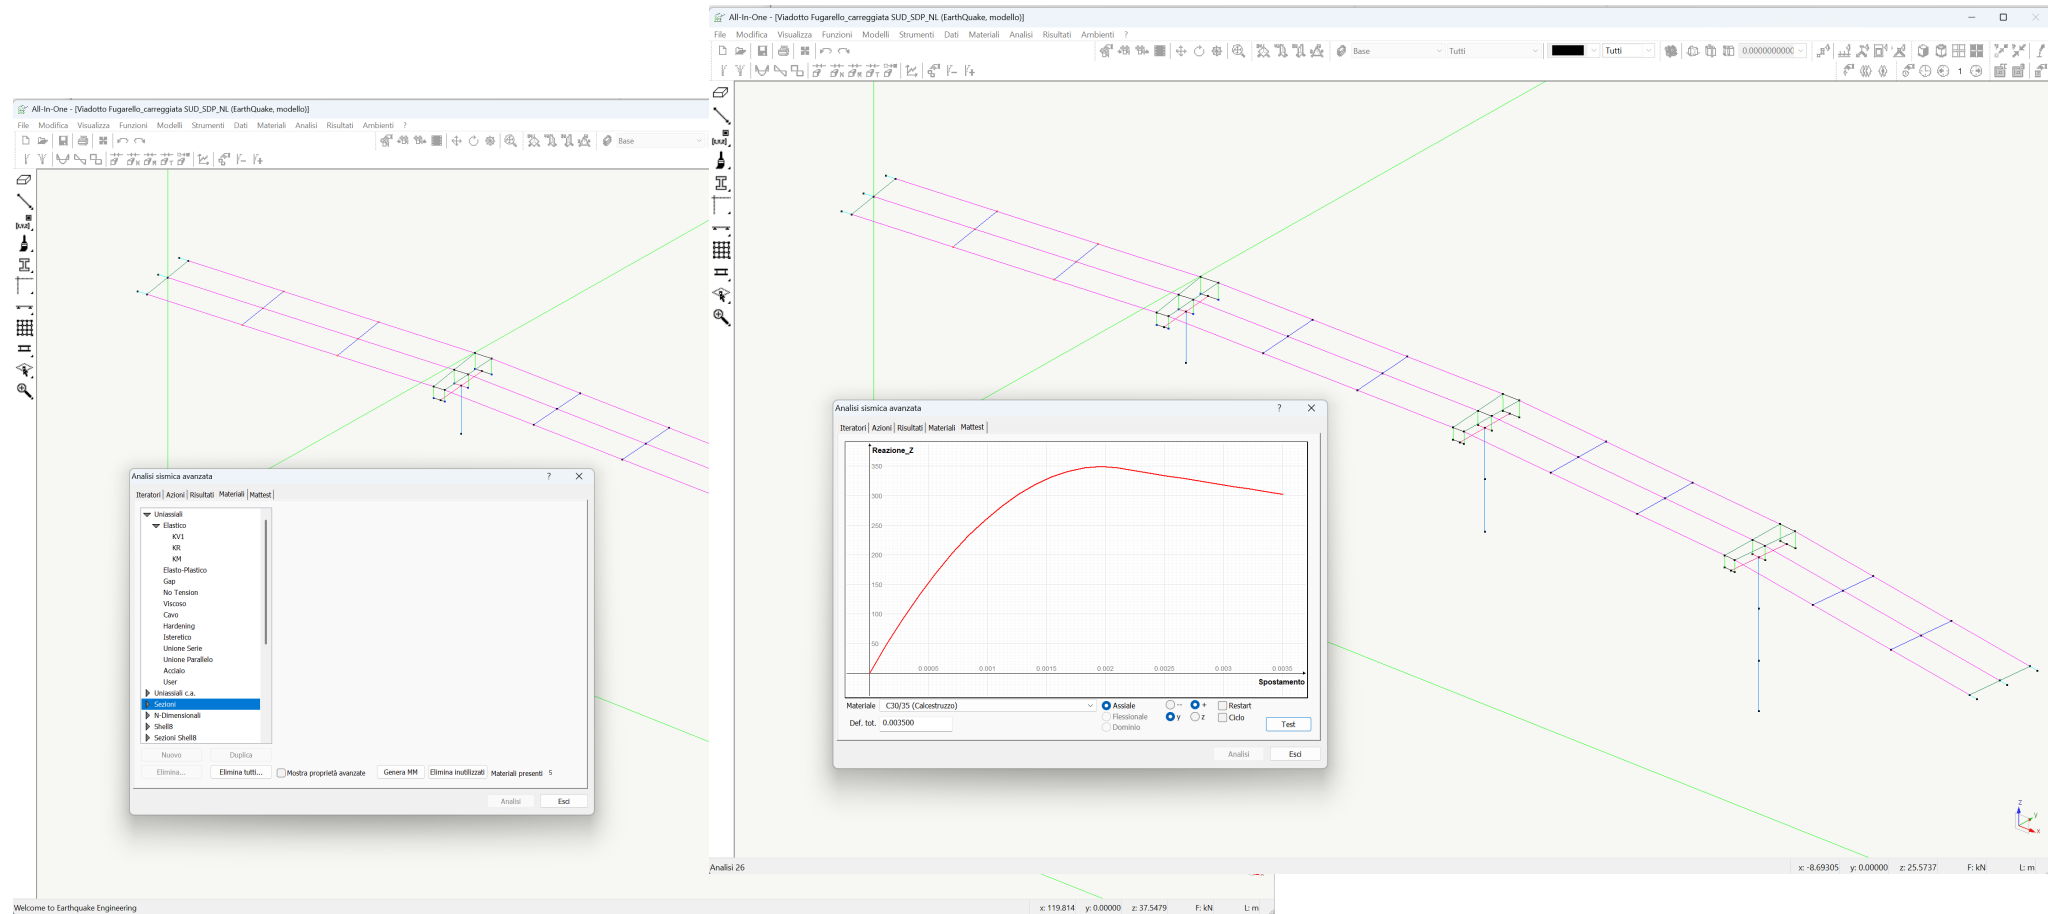 All-In-One - [Viadotto Fugarello_carreggiata SUD_SDP_NL (EarthQuake, modello)]
File Modifica Visualizza Funzioni Modelli Strumenti Dati Materiali Analisi Risultati Ambienti ?
Base Tutti Tutti 0.0000000000
1
Analisi sismica avanzata ?
Iteratori Azioni Risultati Materiali Mattest
Reazione_Z
350
300
250
200
150
100
50
0.0005 0.001 0.0015 0.002 0.0025 0.003 0.0035
Spostamento
Materiale C30/35 (Calcestruzzo) Assiale -- + Restart
Flessionale y z Ciclo
Def. tot. 0.003500 Test
Dominio
Analisi Esci
z
y
x
Analisi 26 x: -8.69305 y: 0.00000 z: 25.5737 F: kN L: m
All-In-One - [Viadotto Fugarello_carreggiata SUD_SDP_NL (EarthQuake, modello)]
File Modifica Visualizza Funzioni Modelli Strumenti Dati Materiali Analisi Risultati Ambienti ?
Base
Analisi sismica avanzata ?
Iteratori Azioni Risultati Materiali Mattest
Uniassiali
Elastico
KV1
KR
KM
Elasto-Plastico
Gap
No Tension
Viscoso
Cavo
Hardening
Isteretico
Unione Serie
Unione Parallelo
Acciaio
User
Uniassiali c.a.
Sezioni
N-Dimensionali
Shell8
Sezioni Shell8
Nuovo Duplica
Elimina... Elimina tutti... Mostra proprietà avanzate Genera MM Elimina inutilizzati Materiali presenti 5
Analisi Esci
Welcome to Earthquake Engineering x: 119.814 y: 0.00000 z: 37.5479 F: kN L: m